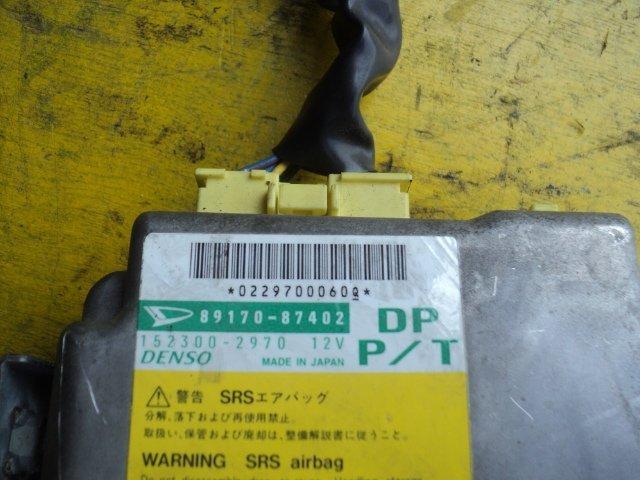 *0229700060Q*
89170-87402 DP
152300-2970 12V P/T
DENSO MADE IN JAPAN
警告 SRSエアバッグ
分解、落下および再使用禁止。
取扱い、保管および廃却は、整備解説書に従うこと。
WARNING SRS airbag